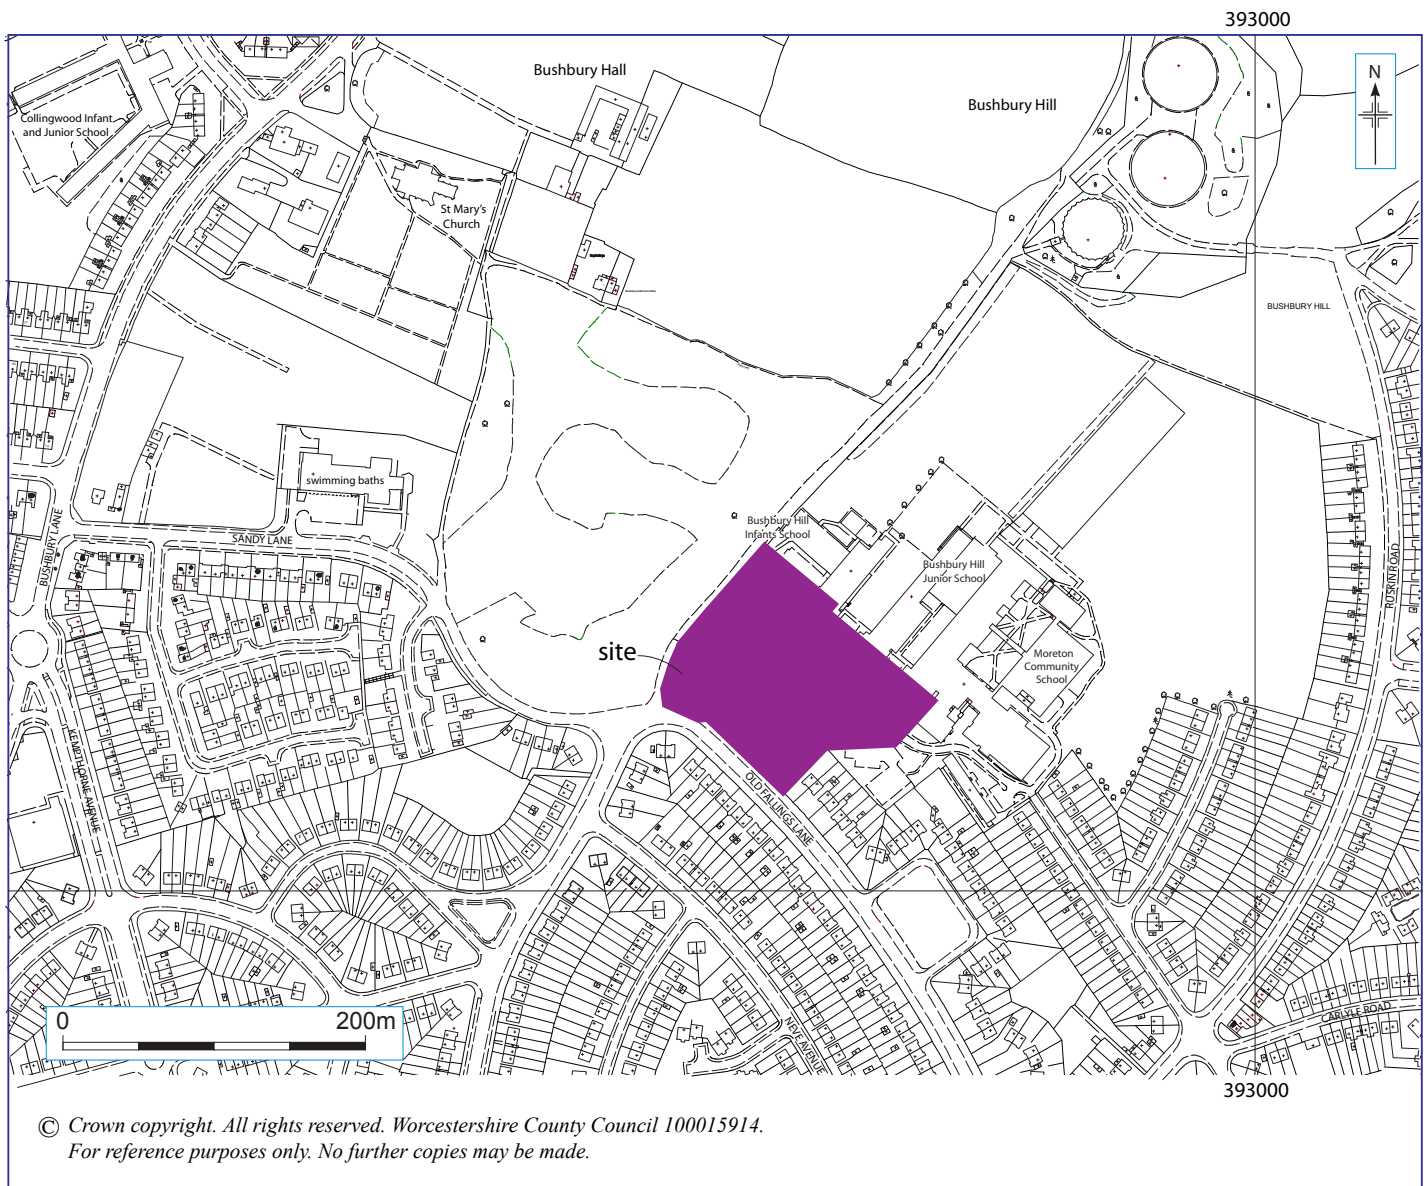 393000
Bushbury Hall
Bushbury Hill
N
Collingwood Infant
and Junior School
St Mary's
Church
BUSHBURY HILL
swimming baths
BUSHBURY LANE
SANDY LANE
Bushbury Hill
Infants School
Bushbury Hill
Junior School
RUSKIN ROAD
site
Moreton
Community
School
KEMPTHORNE AVENUE
OLD FALLINGS LANE
0 200m
NEVE AVENUE
CARLYLE ROAD
393000
© Crown copyright. All rights reserved. Worcestershire County Council 100015914.
For reference purposes only. No further copies may be made.